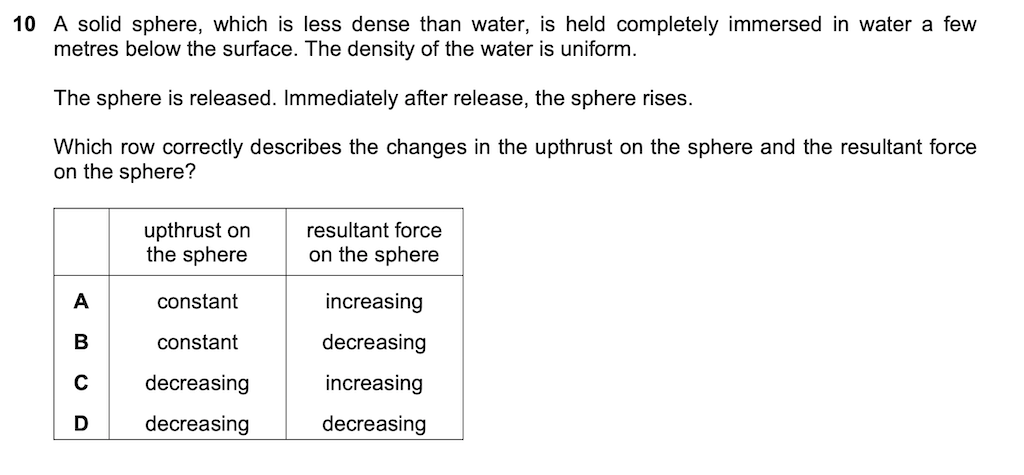 10 A solid sphere, which is less dense than water, is held completely immersed in water a few
metres below the surface. The density of the water is uniform.
The sphere is released. Immediately after release, the sphere rises.
Which row correctly describes the changes in the upthrust on the sphere and the resultant force
on the sphere?
upthrust on the sphere resultant force on the sphere
A constant increasing
B constant decreasing
C decreasing increasing
D decreasing decreasing